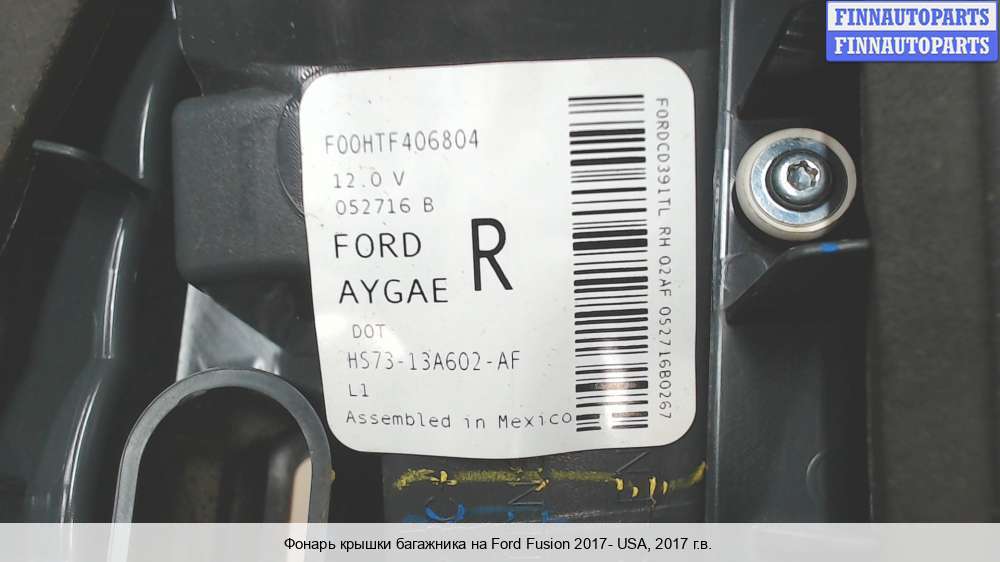 FINNAUTOPARTS
FINNAUTOPARTS
F00HTF406804
12.0 V
052716 B
FORD
R
AYGAE
DOT
HS73-13A602-AF
L1
Assembled in Mexico
FORDCD391TL RH 02AF 052716B0267
Фонарь крышки багажника на Ford Fusion 2017- USA, 2017 г.в.